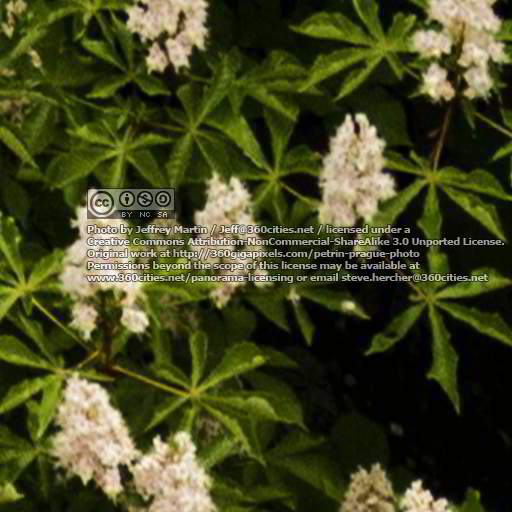 cc
BY NC SA
Photo by Jeffrey Martin / Jeff@360cities.net / licensed under a
Creative Commons Attribution-NonCommercial-ShareAlike 3.0 Unported License.
Original work at http://360gigapixels.com/petrin-prague-photo
Permissions beyond the scope of this license may be available at
www.360cities.net/panorama-licensing or email steve.hercher@360cities.net